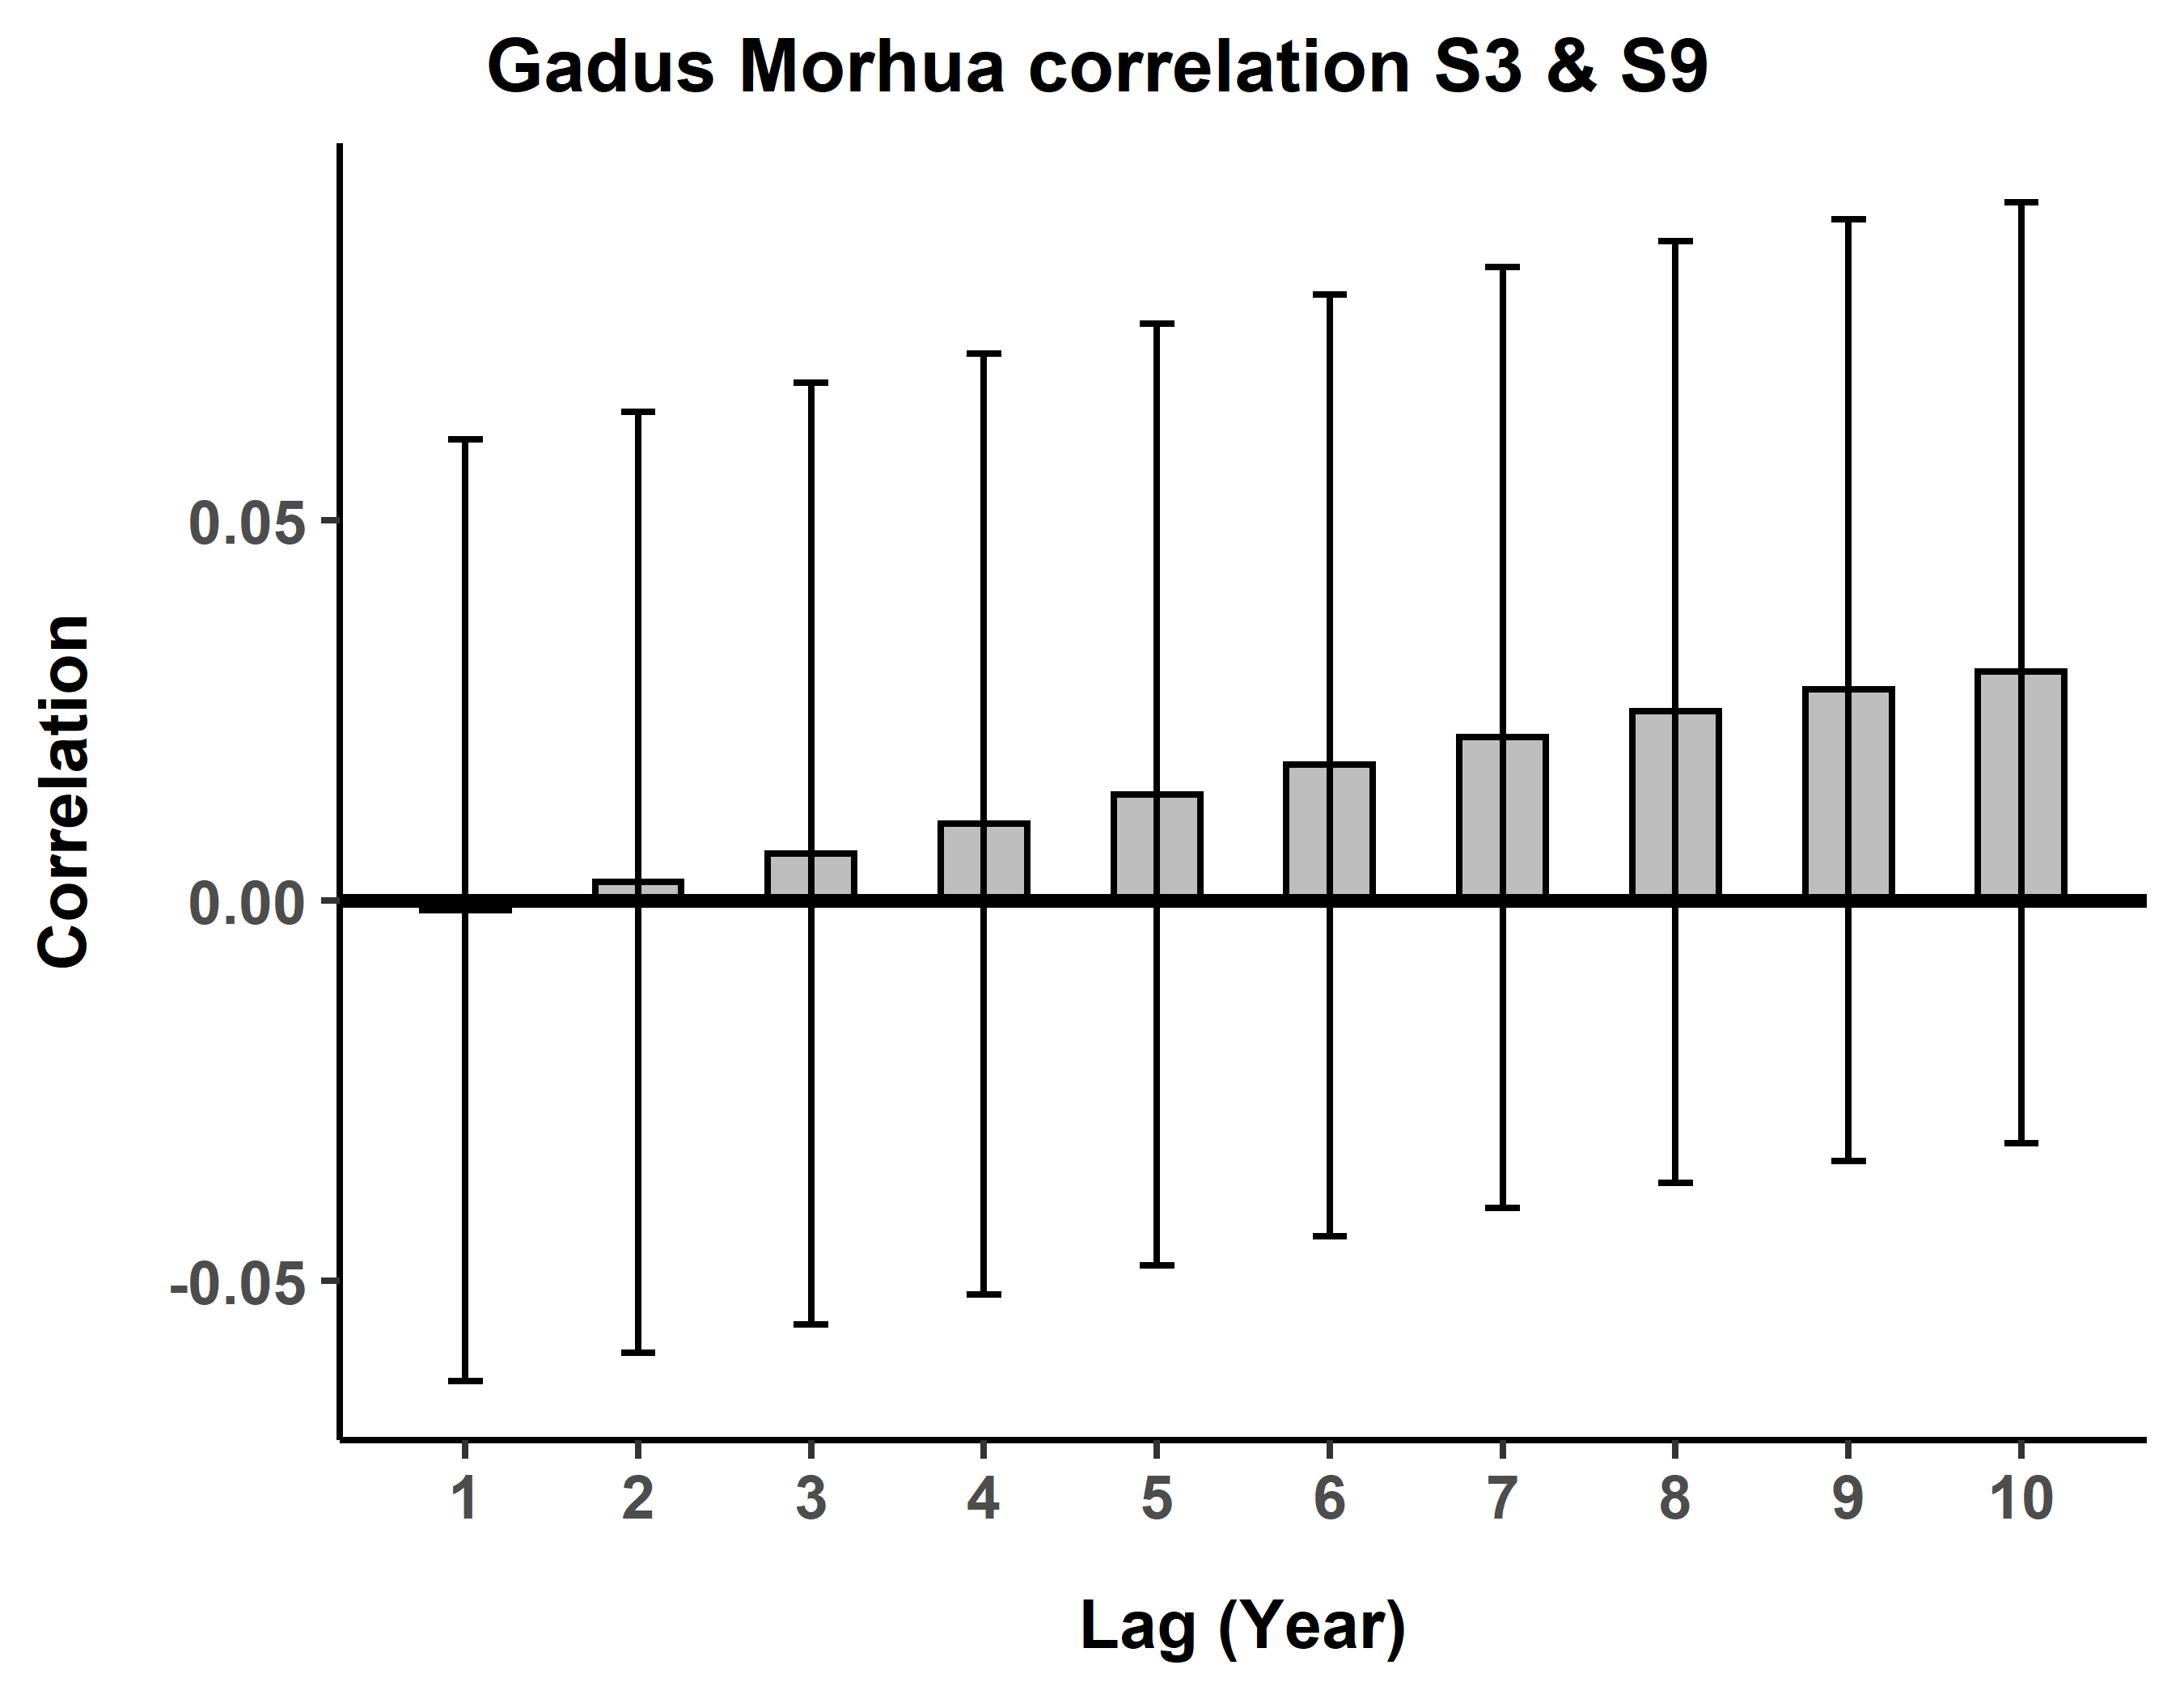 Gadus Morhua correlation S3 & S9
Correlation
0.05
0.00
-0.05
1 2 3 4 5 6 7 8 9 10
Lag (Year)